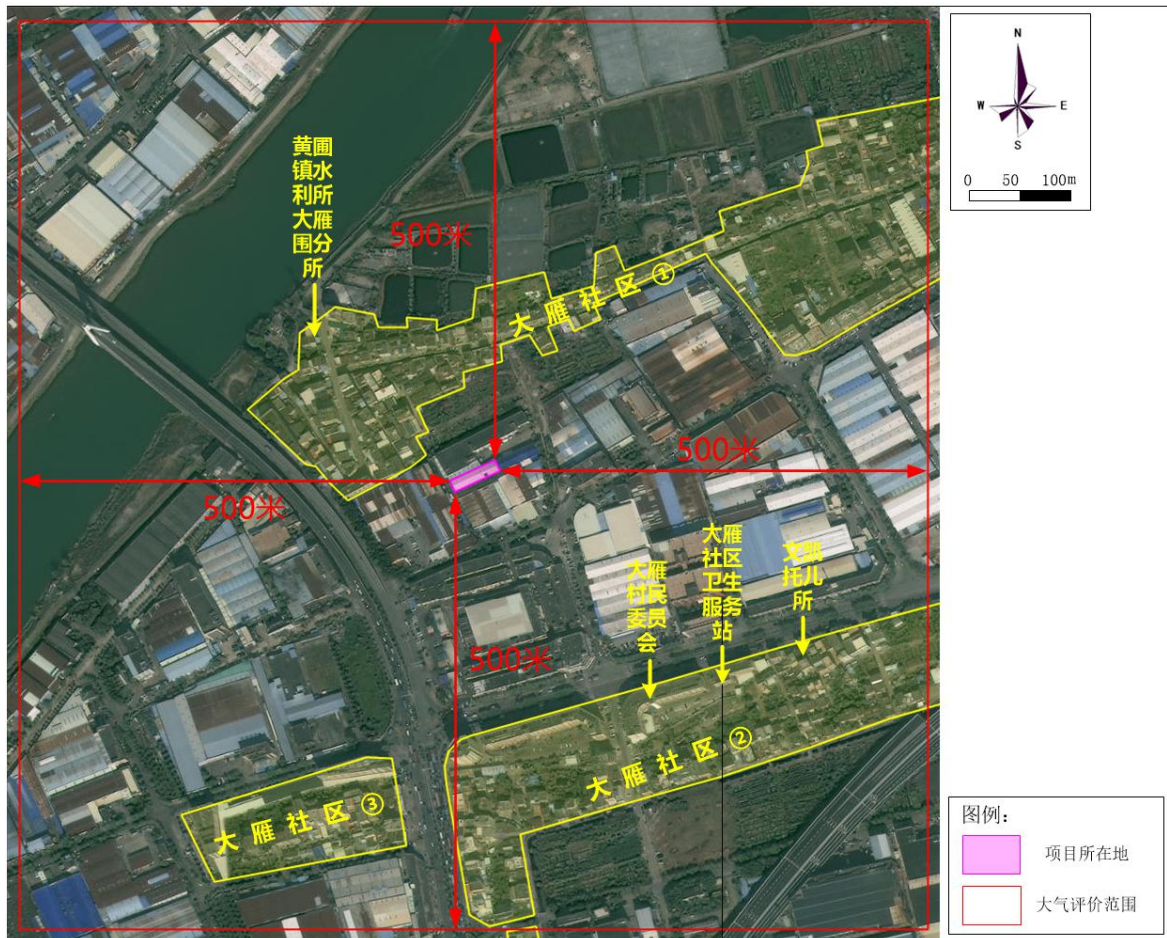 N
W
E
S
0 50 100m
黄圃
镇水
利所
大雁
围分
所
500米
大雁社区①
500米
500米
大雁
社区
卫生
服务
站
文凯
托儿
所
大雁
村民
委员
会
500米
大雁社区②
大雁社区③
图例：
项目所在地
大气评价范围